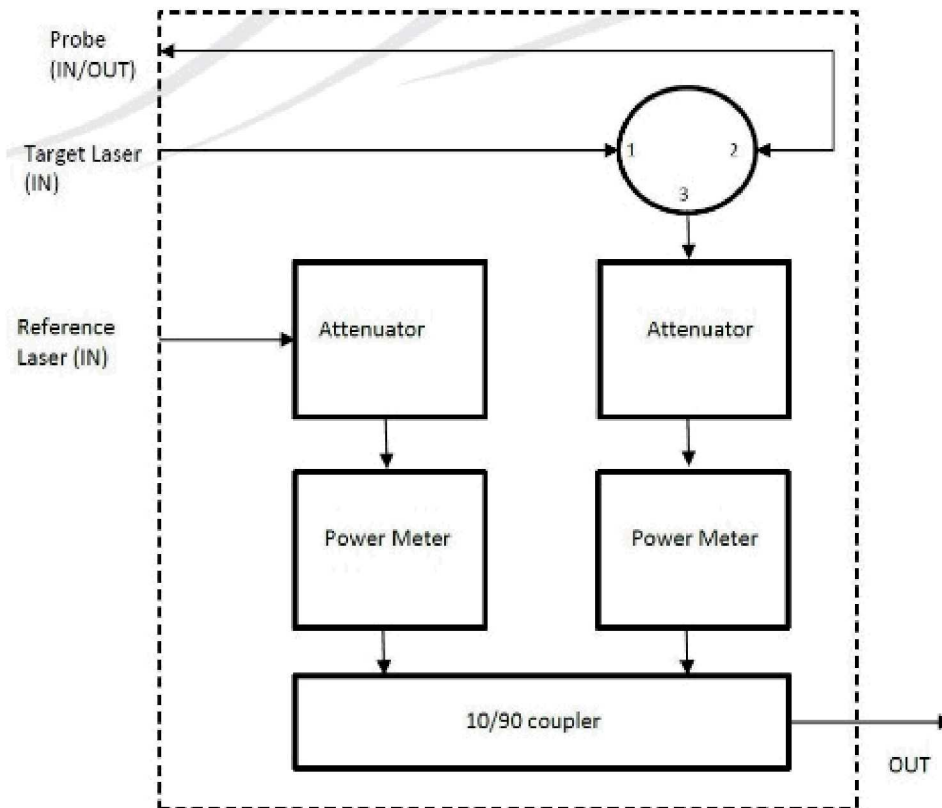 Probe
(IN/OUT)
Target Laser
(IN)
1
2
3
Reference
Laser (IN)
Attenuator
Attenuator
Power Meter
Power Meter
10/90 coupler
OUT